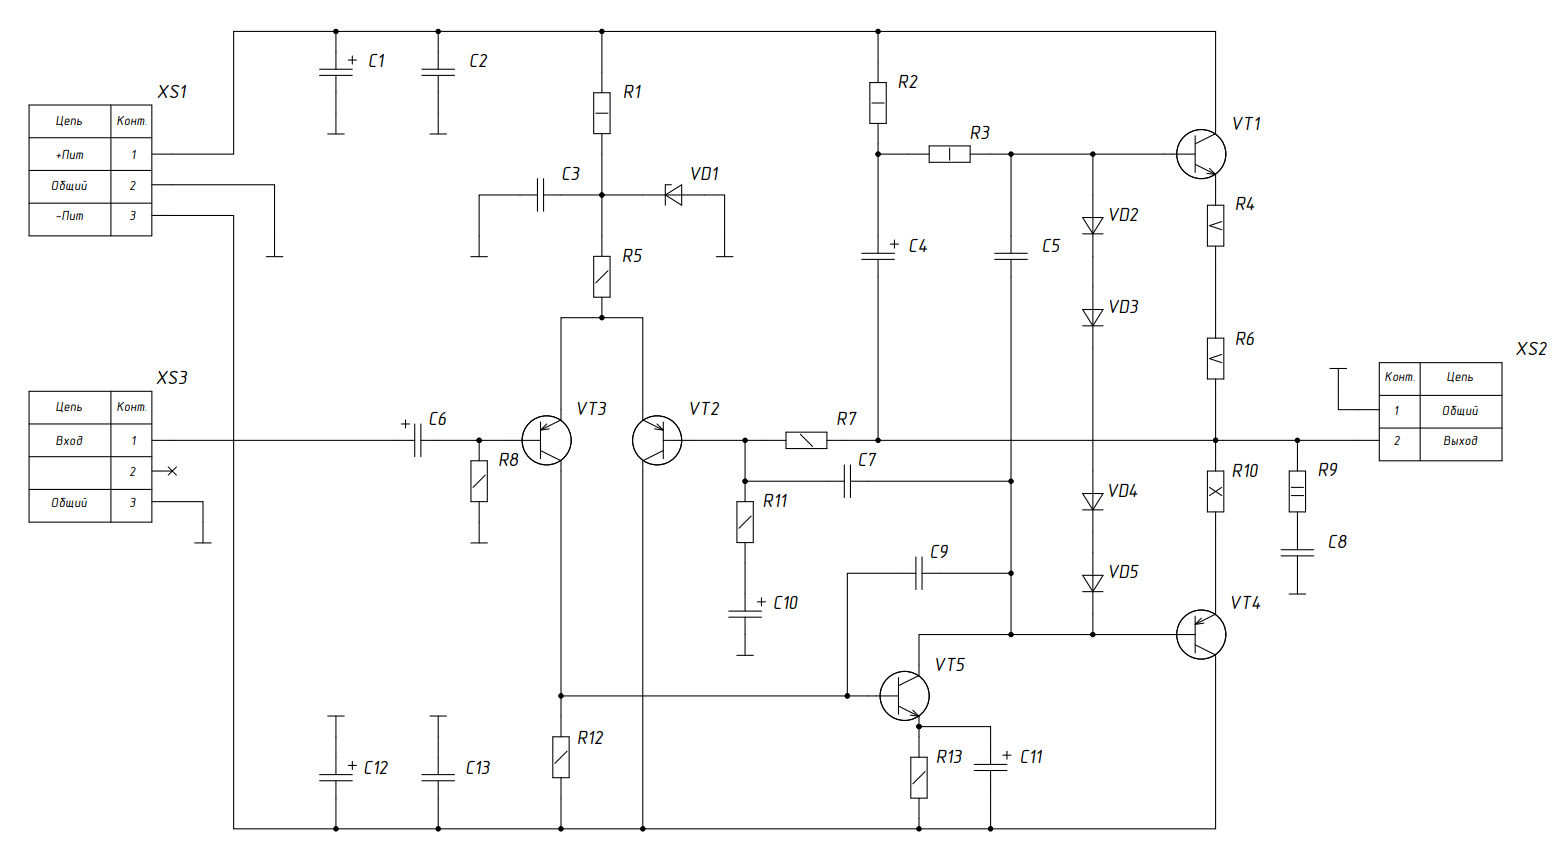 + C1
C2
R1
R2
XS1
Цепь Конт.
+Пит 1
Общий 2
-Пит 3
R3
VT1
C3
VD1
R4
VD2
R5
+ C4
C5
VD3
R6
XS2
Конт. Цепь
1 Общий
2 Выход
XS3
Цепь Конт.
Вход 1
2
Общий 3
+ C6
VT3
VT2
R7
R8
C7
R10
R9
R11
VD4
C8
C9
VD5
+ C10
VT4
VT5
R12
R13
+ C11
+ C12
C13